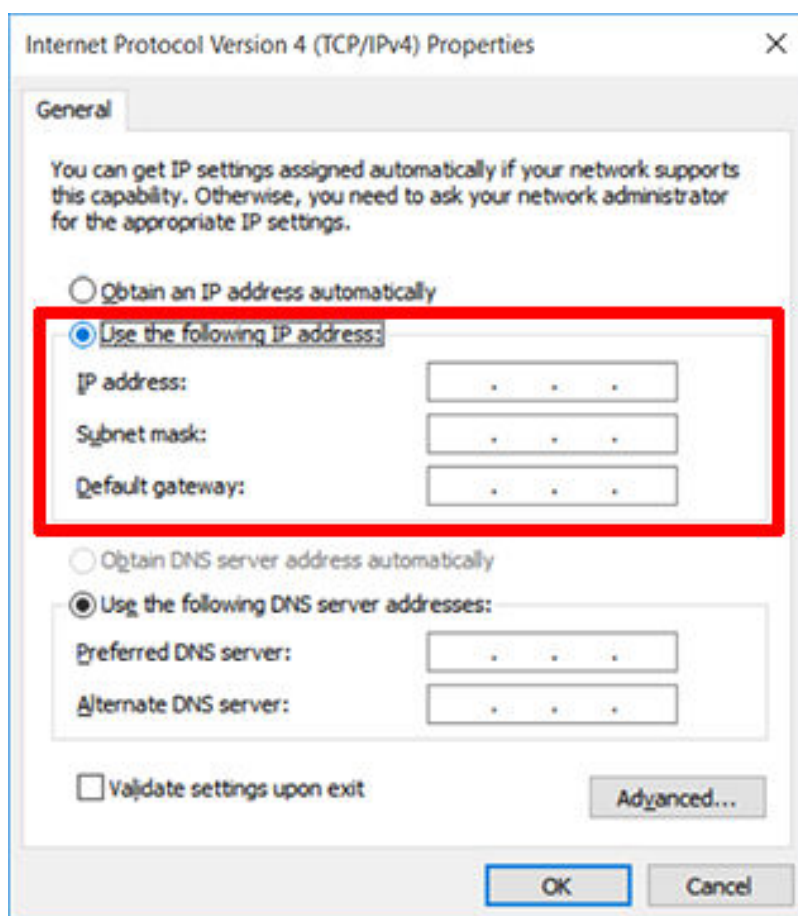 Internet Protocol Version 4 (TCP/IPv4) Properties
General
You can get IP settings assigned automatically if your network supports
this capability. Otherwise, you need to ask your network administrator
for the appropriate IP settings.
Obtain an IP address automatically
Use the following IP address:
IP address:
Subnet mask:
Default gateway:
Obtain DNS server address automatically
Use the following DNS server addresses:
Preferred DNS server:
Alternate DNS server:
Validate settings upon exit
Advanced...
OK Cancel